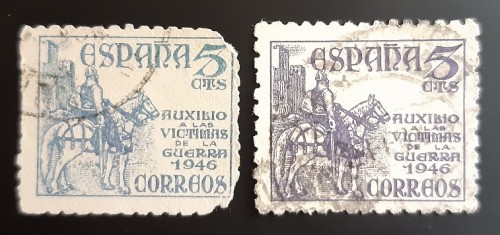 ESPAÑA 5
CTS
AUXILIO
A LAS
VICTIMAS
DE LA
GUERRA
1946
CORREOS
ESPAÑA 5
CTS
AUXILIO
A LAS
VICTIMAS
DE LA
GUERRA
1946
CORREOS